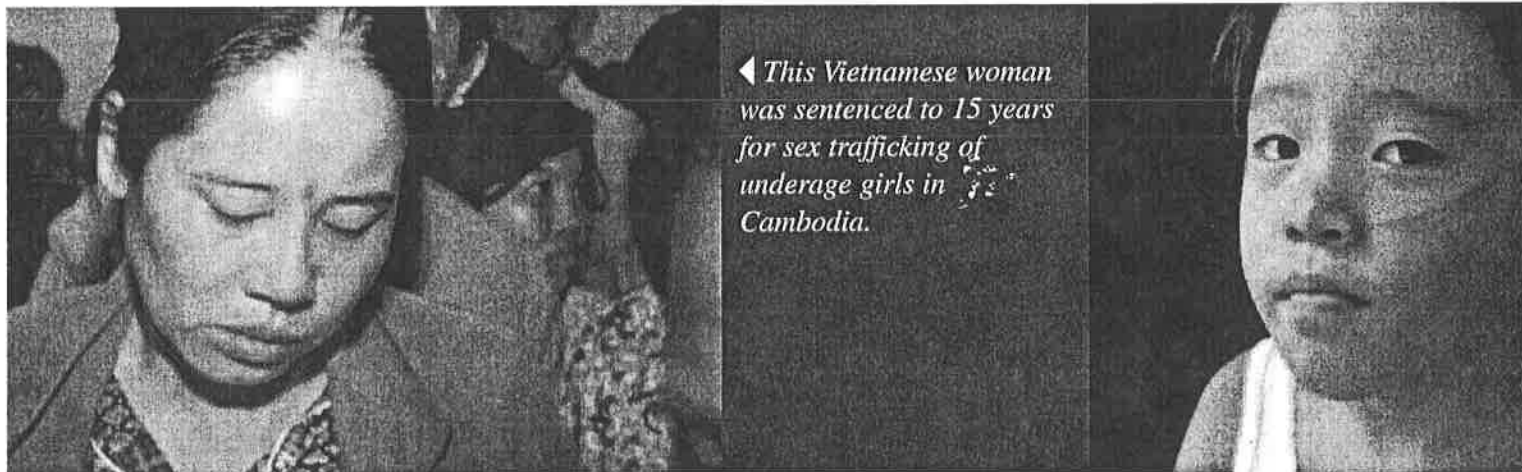 This Vietnamese woman
was sentenced to 15 years
for sex trafficking of
underage girls in
Cambodia.